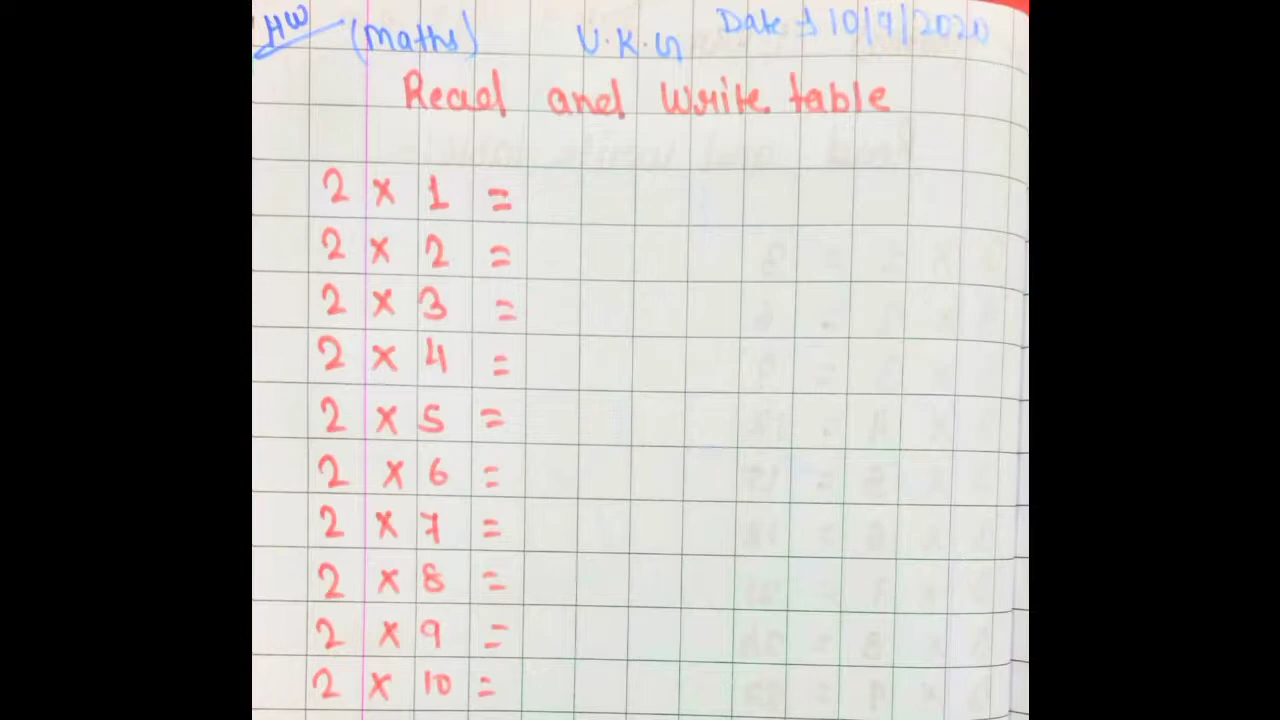 HW (Maths) U.K.G Date :- 10/9/2020
Read and Write table
2 × 1 =
2 × 2 =
2 × 3 =
2 × 4 =
2 × 5 =
2 × 6 =
2 × 7 =
2 × 8 =
2 × 9 =
2 × 10 =